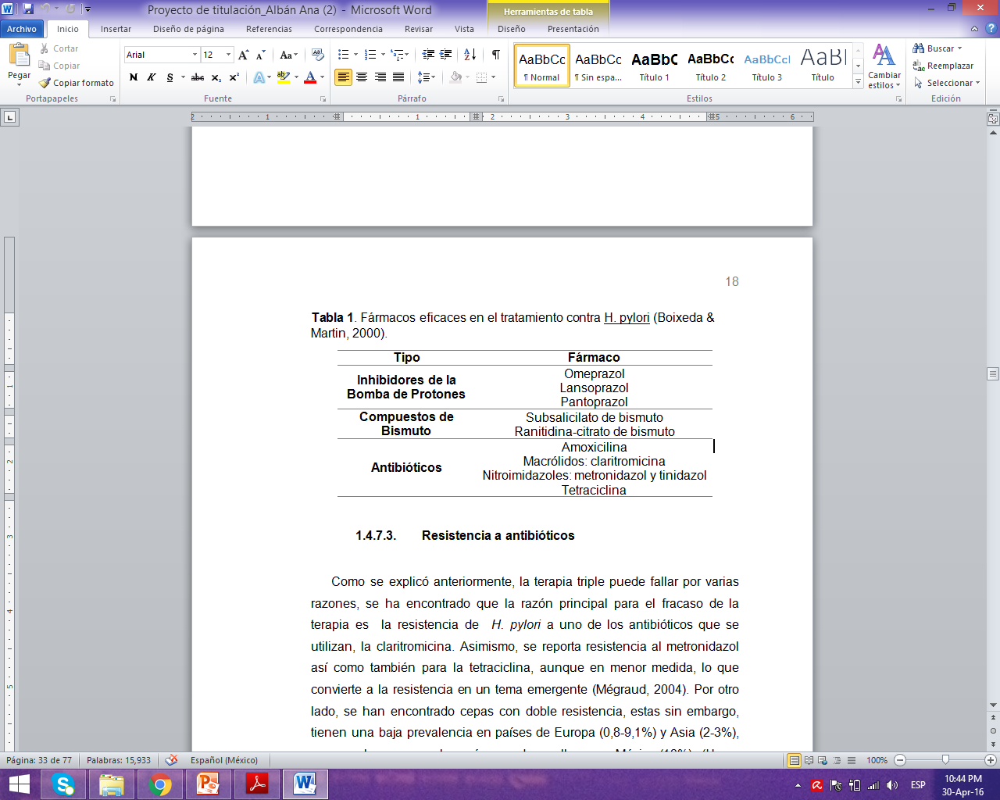 Proyecto de titulación_Albán Ana (2) - Microsoft Word
Herramientas de tabla
Archivo Inicio Insertar Diseño de página Referencias Correspondencia Revisar Vista Diseño Presentación
Pegar
Cortar
Copiar
Copiar formato
Portapapeles
Arial 12
N K S abc x₂ x²
Fuente
Párrafo
AaBbCc AaBbCc AaBbC AaBbCc AaBbCcI AaBI
¶ Normal ¶ Sin espa... Título 1 Título 2 Título 3 Título
Cambiar estilos
Estilos
Buscar
Reemplazar
Seleccionar
Edición
2 1 1 2 3 4 5 6
18
Tabla 1. Fármacos eficaces en el tratamiento contra H. pylori (Boixeda &
Martin, 2000).
Tipo Fármaco
Inhibidores de la
Bomba de Protones
Omeprazol
Lansoprazol
Pantoprazol
Compuestos de
Bismuto
Subsalicilato de bismuto
Ranitidina-citrato de bismuto
Antibióticos
Amoxicilina
Macrólidos: claritromicina
Nitroimidazoles: metronidazol y tinidazol
Tetraciclina
1.4.7.3. Resistencia a antibióticos
Como se explicó anteriormente, la terapia triple puede fallar por varias
razones, se ha encontrado que la razón principal para el fracaso de la
terapia es la resistencia de H. pylori a uno de los antibióticos que se
utilizan, la claritromicina. Asimismo, se reporta resistencia al metronidazol
así como también para la tetraciclina, aunque en menor medida, lo que
convierte a la resistencia en un tema emergente (Mégraud, 2004). Por otro
lado, se han encontrado cepas con doble resistencia, estas sin embargo,
tienen una baja prevalencia en países de Europa (0,8-9,1%) y Asia (2-3%),
Página: 33 de 77 Palabras: 15,933 Español (México) 100%
ESP
10:44 PM
30-Apr-16